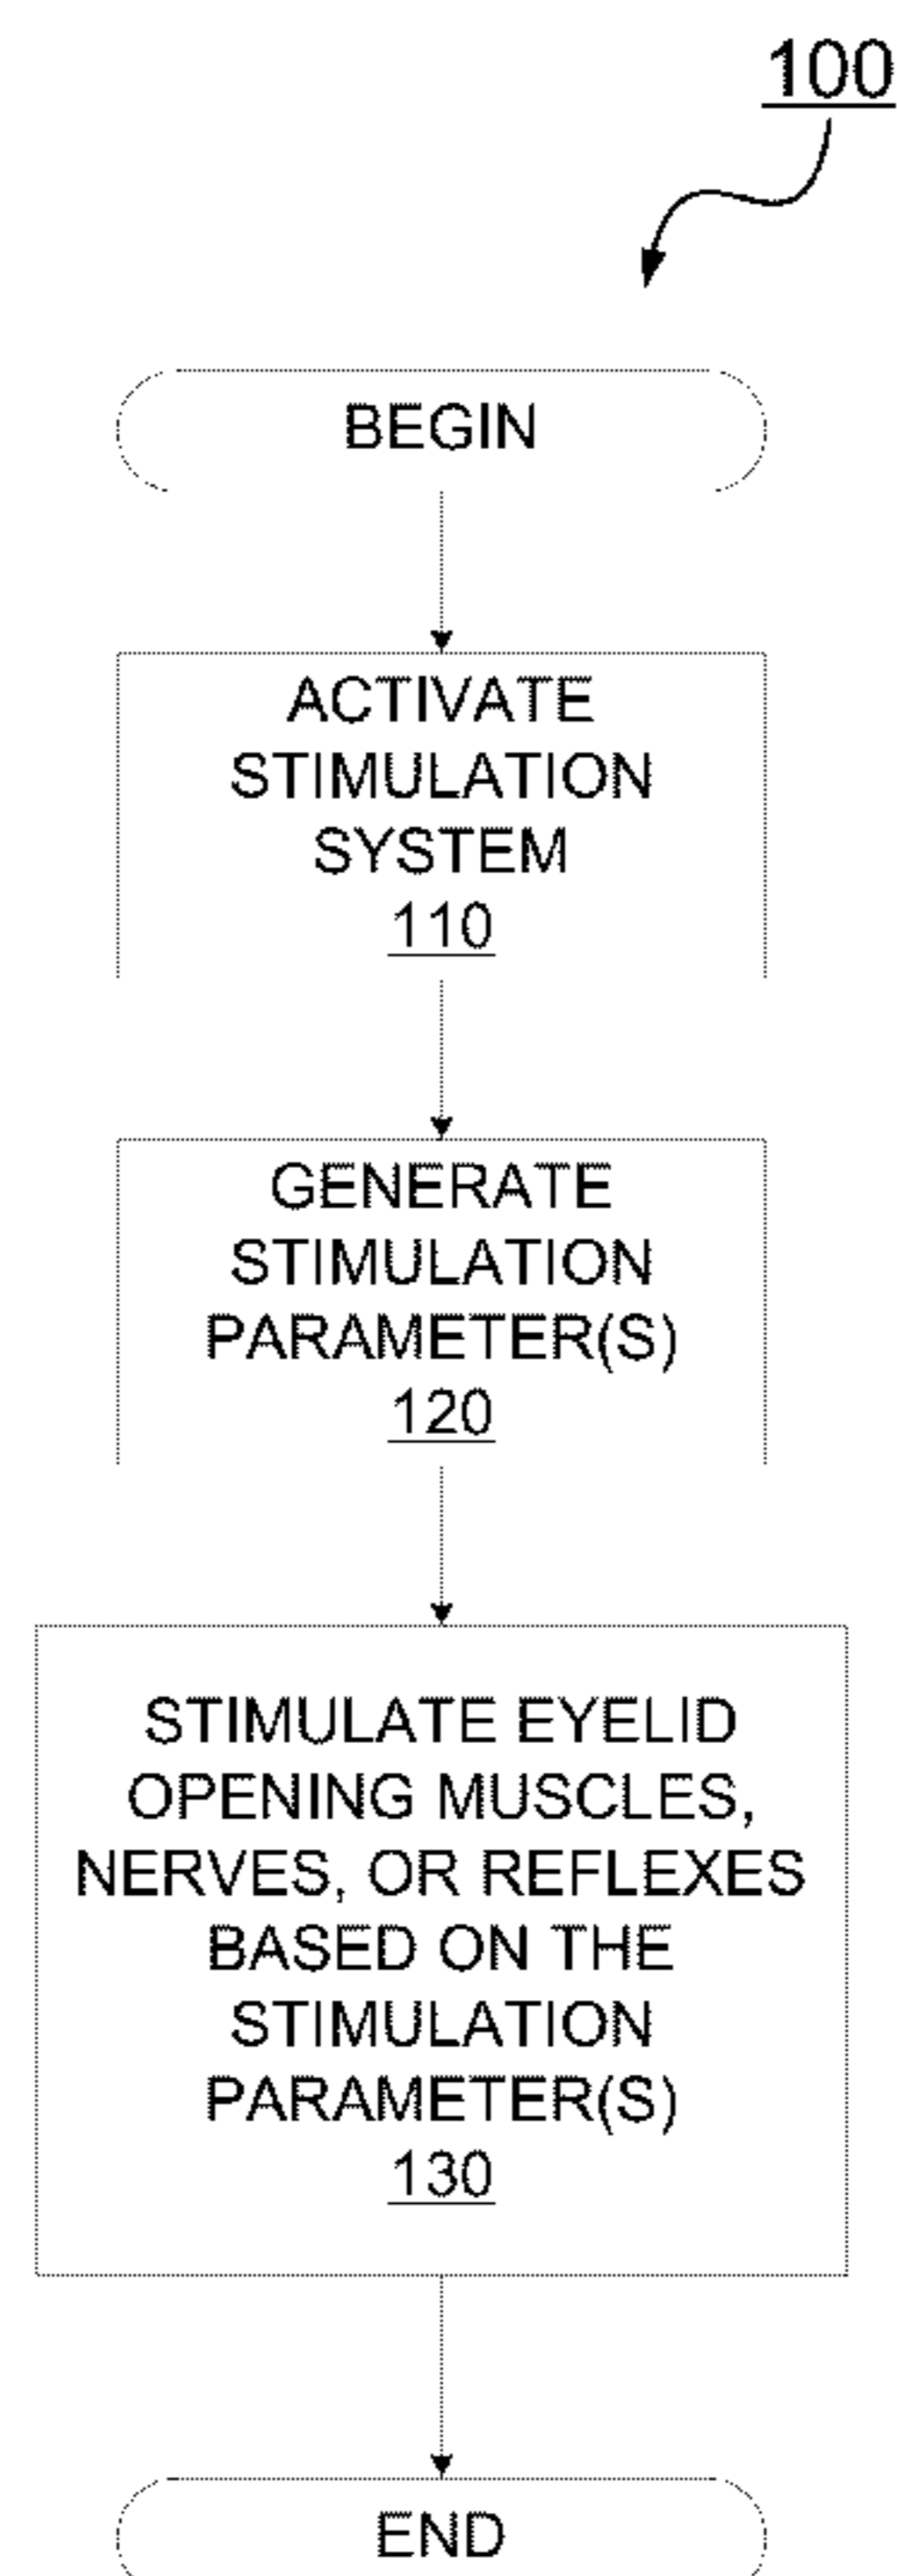 100
BEGIN
ACTIVATE
STIMULATION
SYSTEM
110
GENERATE
STIMULATION
PARAMETER(S)
120
STIMULATE EYELID
OPENING MUSCLES,
NERVES, OR REFLEXES
BASED ON THE
STIMULATION
PARAMETER(S)
130
END